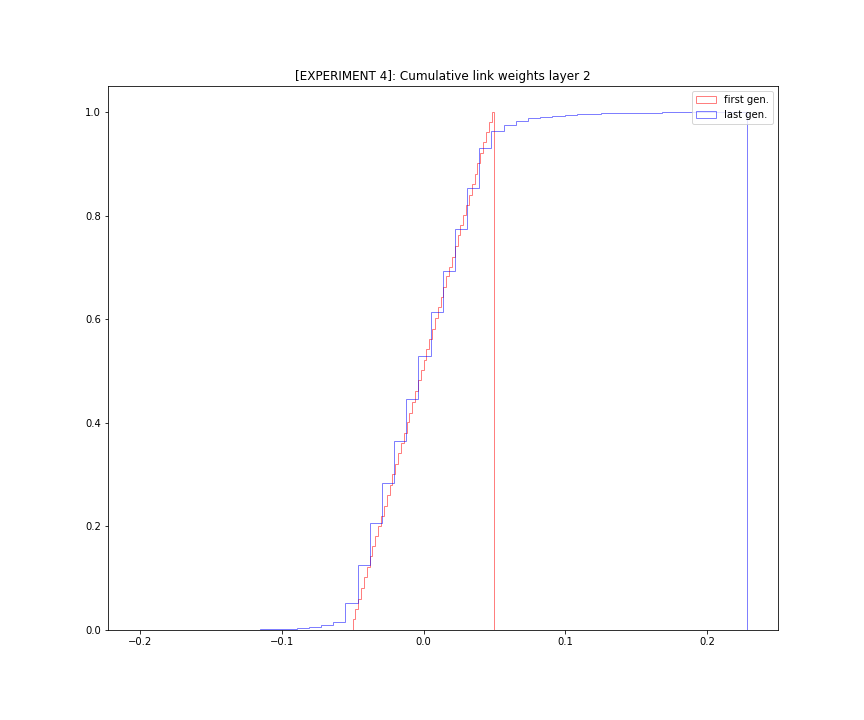 [EXPERIMENT 4]: Cumulative link weights layer 2
first gen.
last gen.
1.0
0.8
0.6
0.4
0.2
0.0
−0.2 −0.1 0.0 0.1 0.2